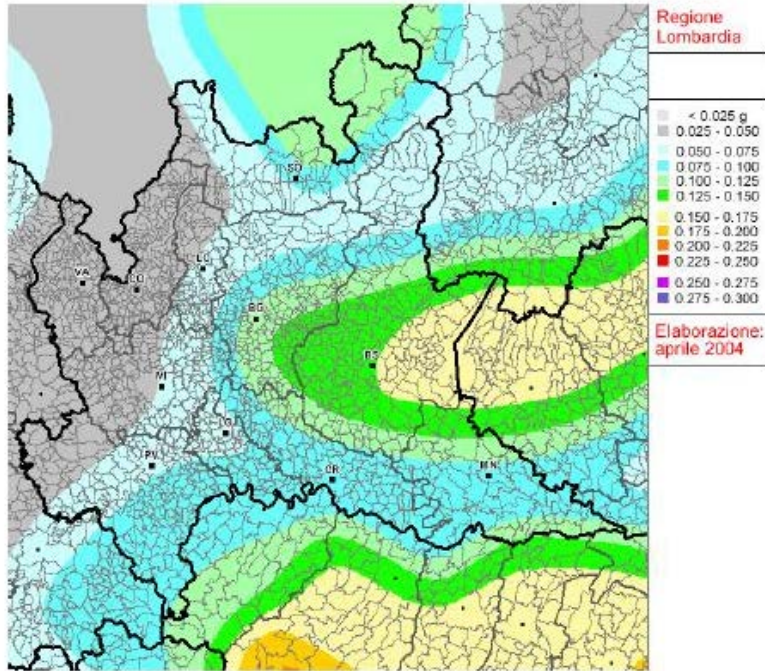 Regione
Lombardia
< 0.025 g
0.025 - 0.050
0.050 - 0.075
0.075 - 0.100
0.100 - 0.125
0.125 - 0.150
0.150 - 0.175
0.175 - 0.200
0.200 - 0.225
0.225 - 0.250
0.250 - 0.275
0.275 - 0.300
Elaborazione:
aprile 2004
SO
LC
VA
CO
BG
BS
MI
LO
PV
CR
MN